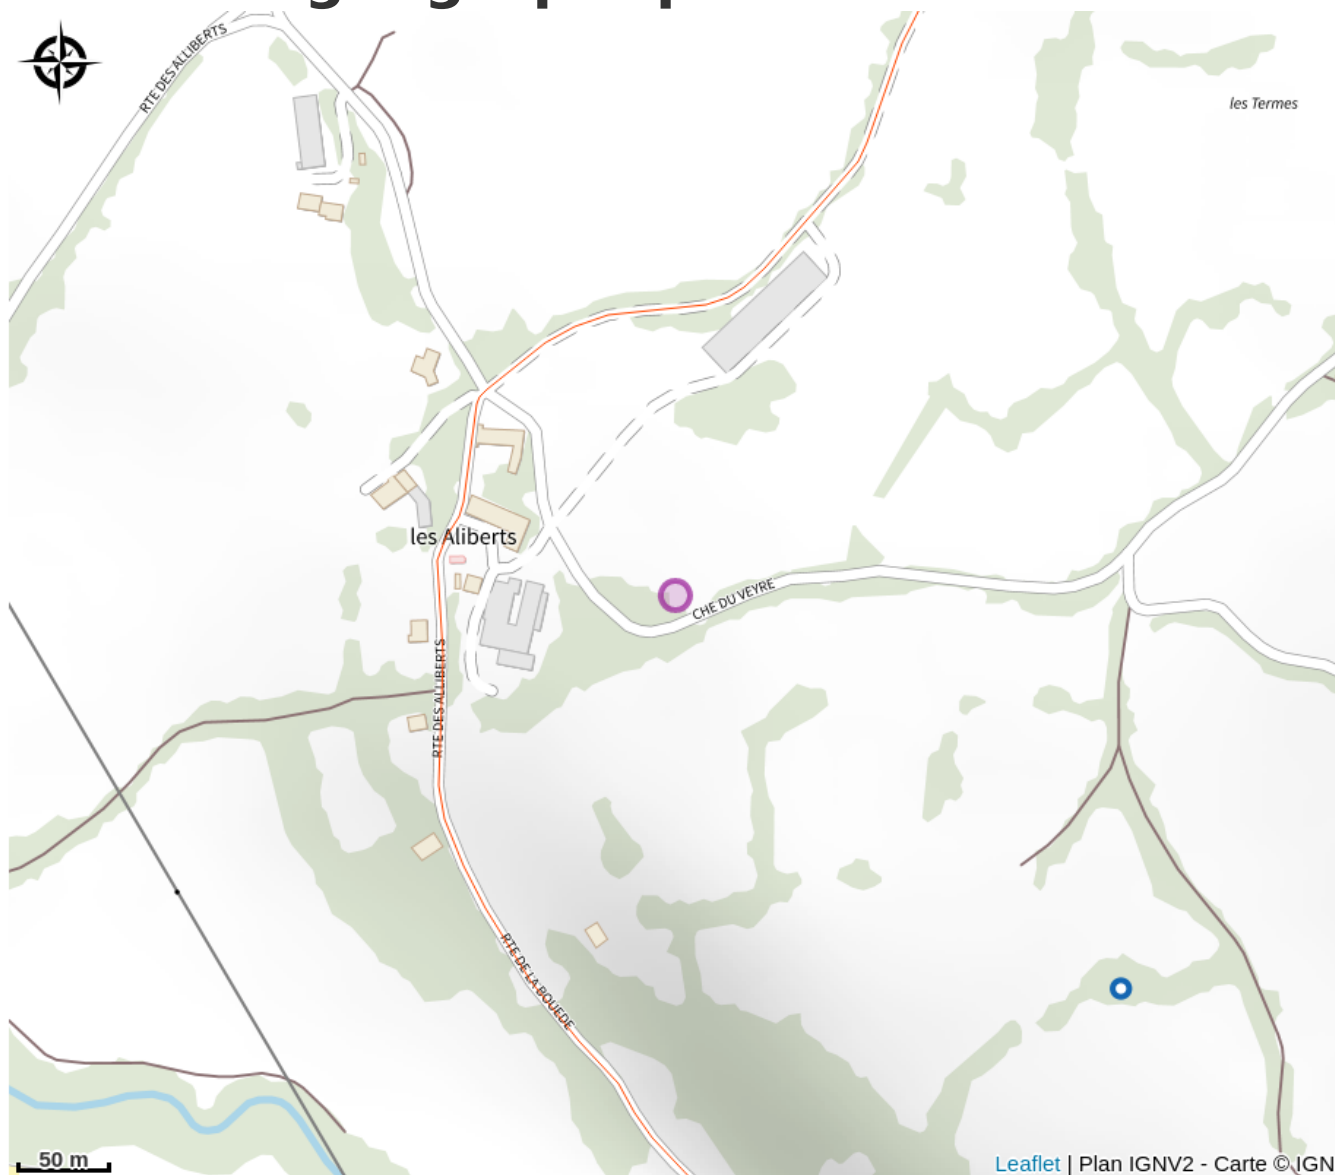 RTE DES ALLIBERTS
les Termes
les Aliberts
CHE DU VEYRE
RTE DES ALLIBERTS
RTE DE LA BOUEDE
50 m
Leaflet | Plan IGNV2 - Carte © IGN